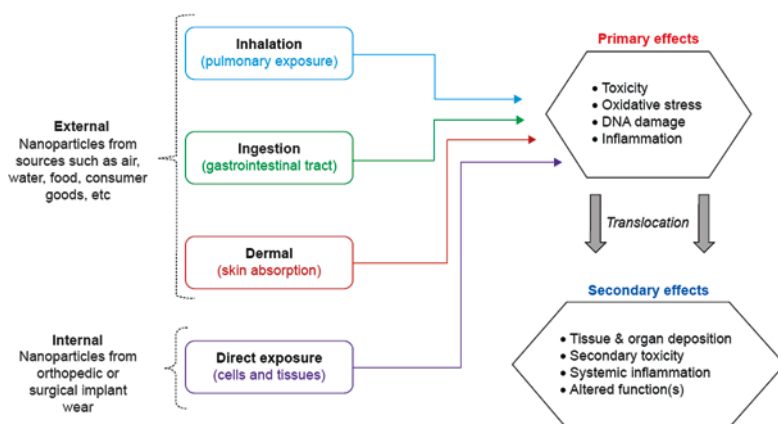 External
Nanoparticles from
sources such as air,
water, food, consumer
goods, etc
Internal
Nanoparticles from
orthopedic or
surgical implant
wear
Inhalation
(pulmonary exposure)
Ingestion
(gastrointestinal tract)
Dermal
(skin absorption)
Direct exposure
(cells and tissues)
Primary effects
• Toxicity
• Oxidative stress
• DNA damage
• Inflammation
Translocation
Secondary effects
• Tissue & organ deposition
• Secondary toxicity
• Systemic inflammation
• Altered function(s)